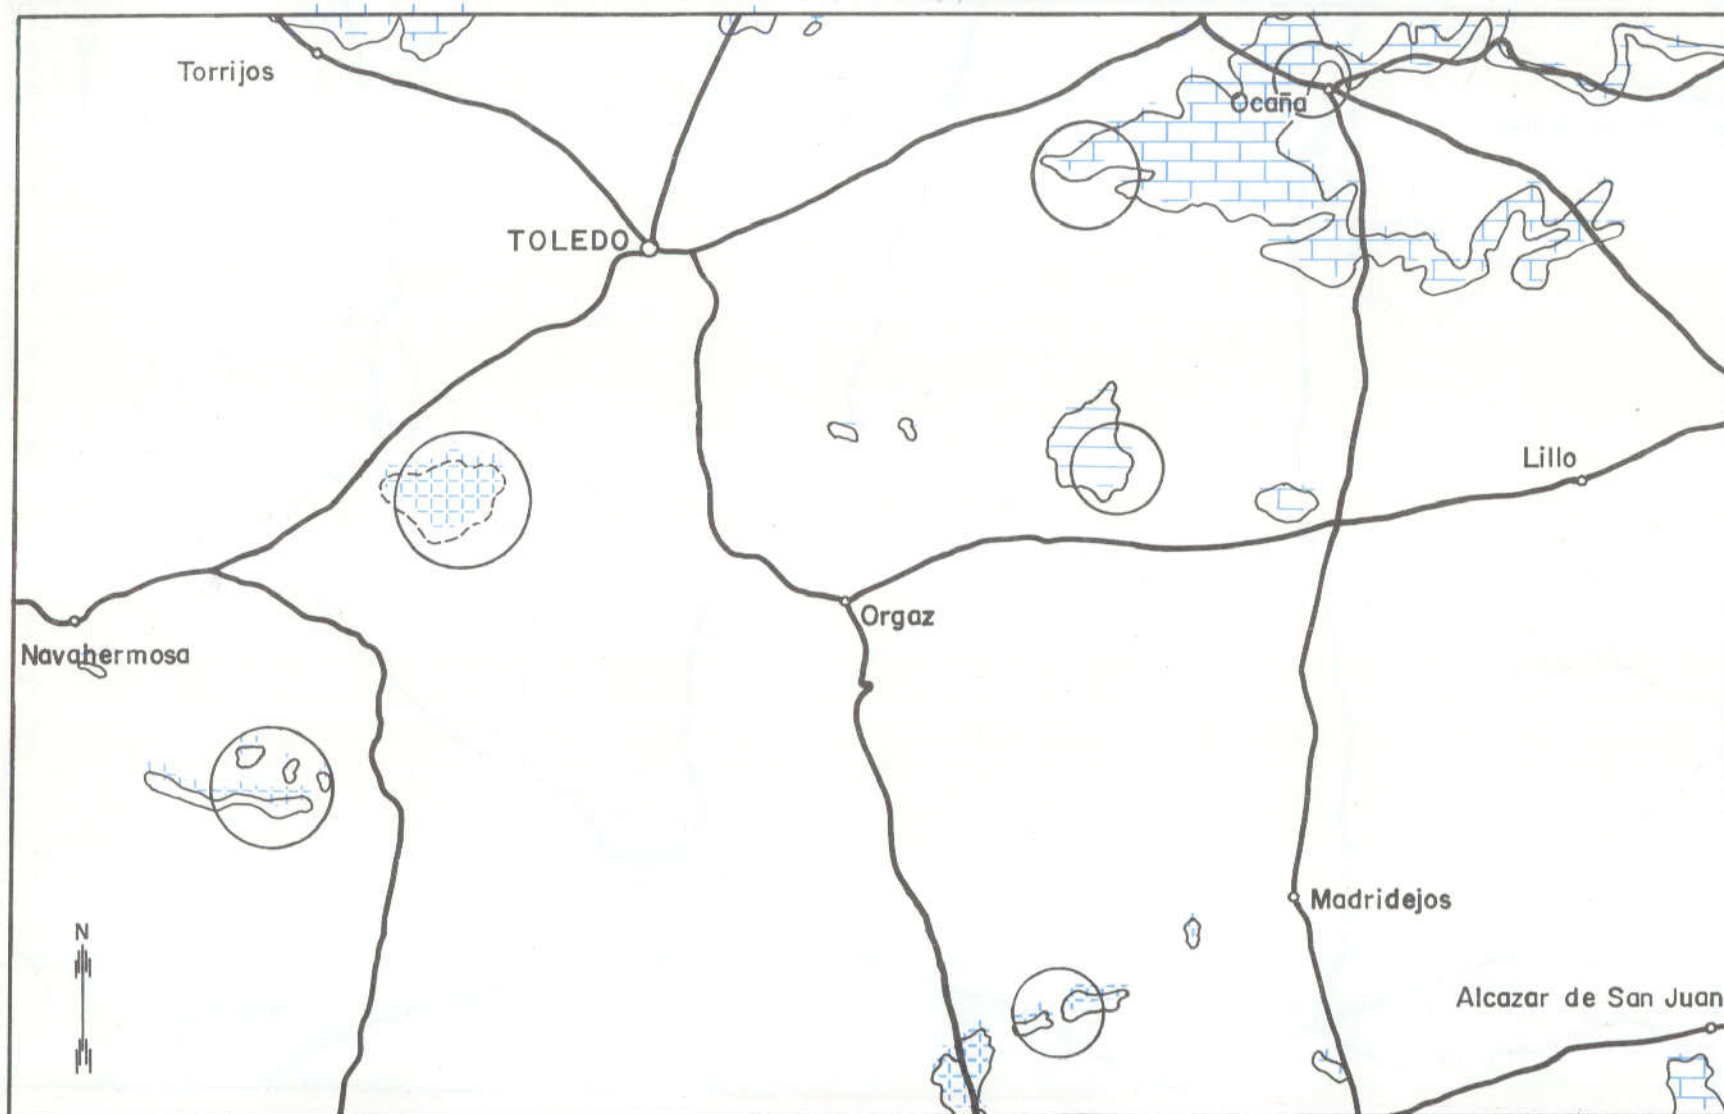 Torrijos
Ocaña
TOLEDO
Lillo
Orgaz
Navahermosa
Madridejos
N
Alcazar de San Juan